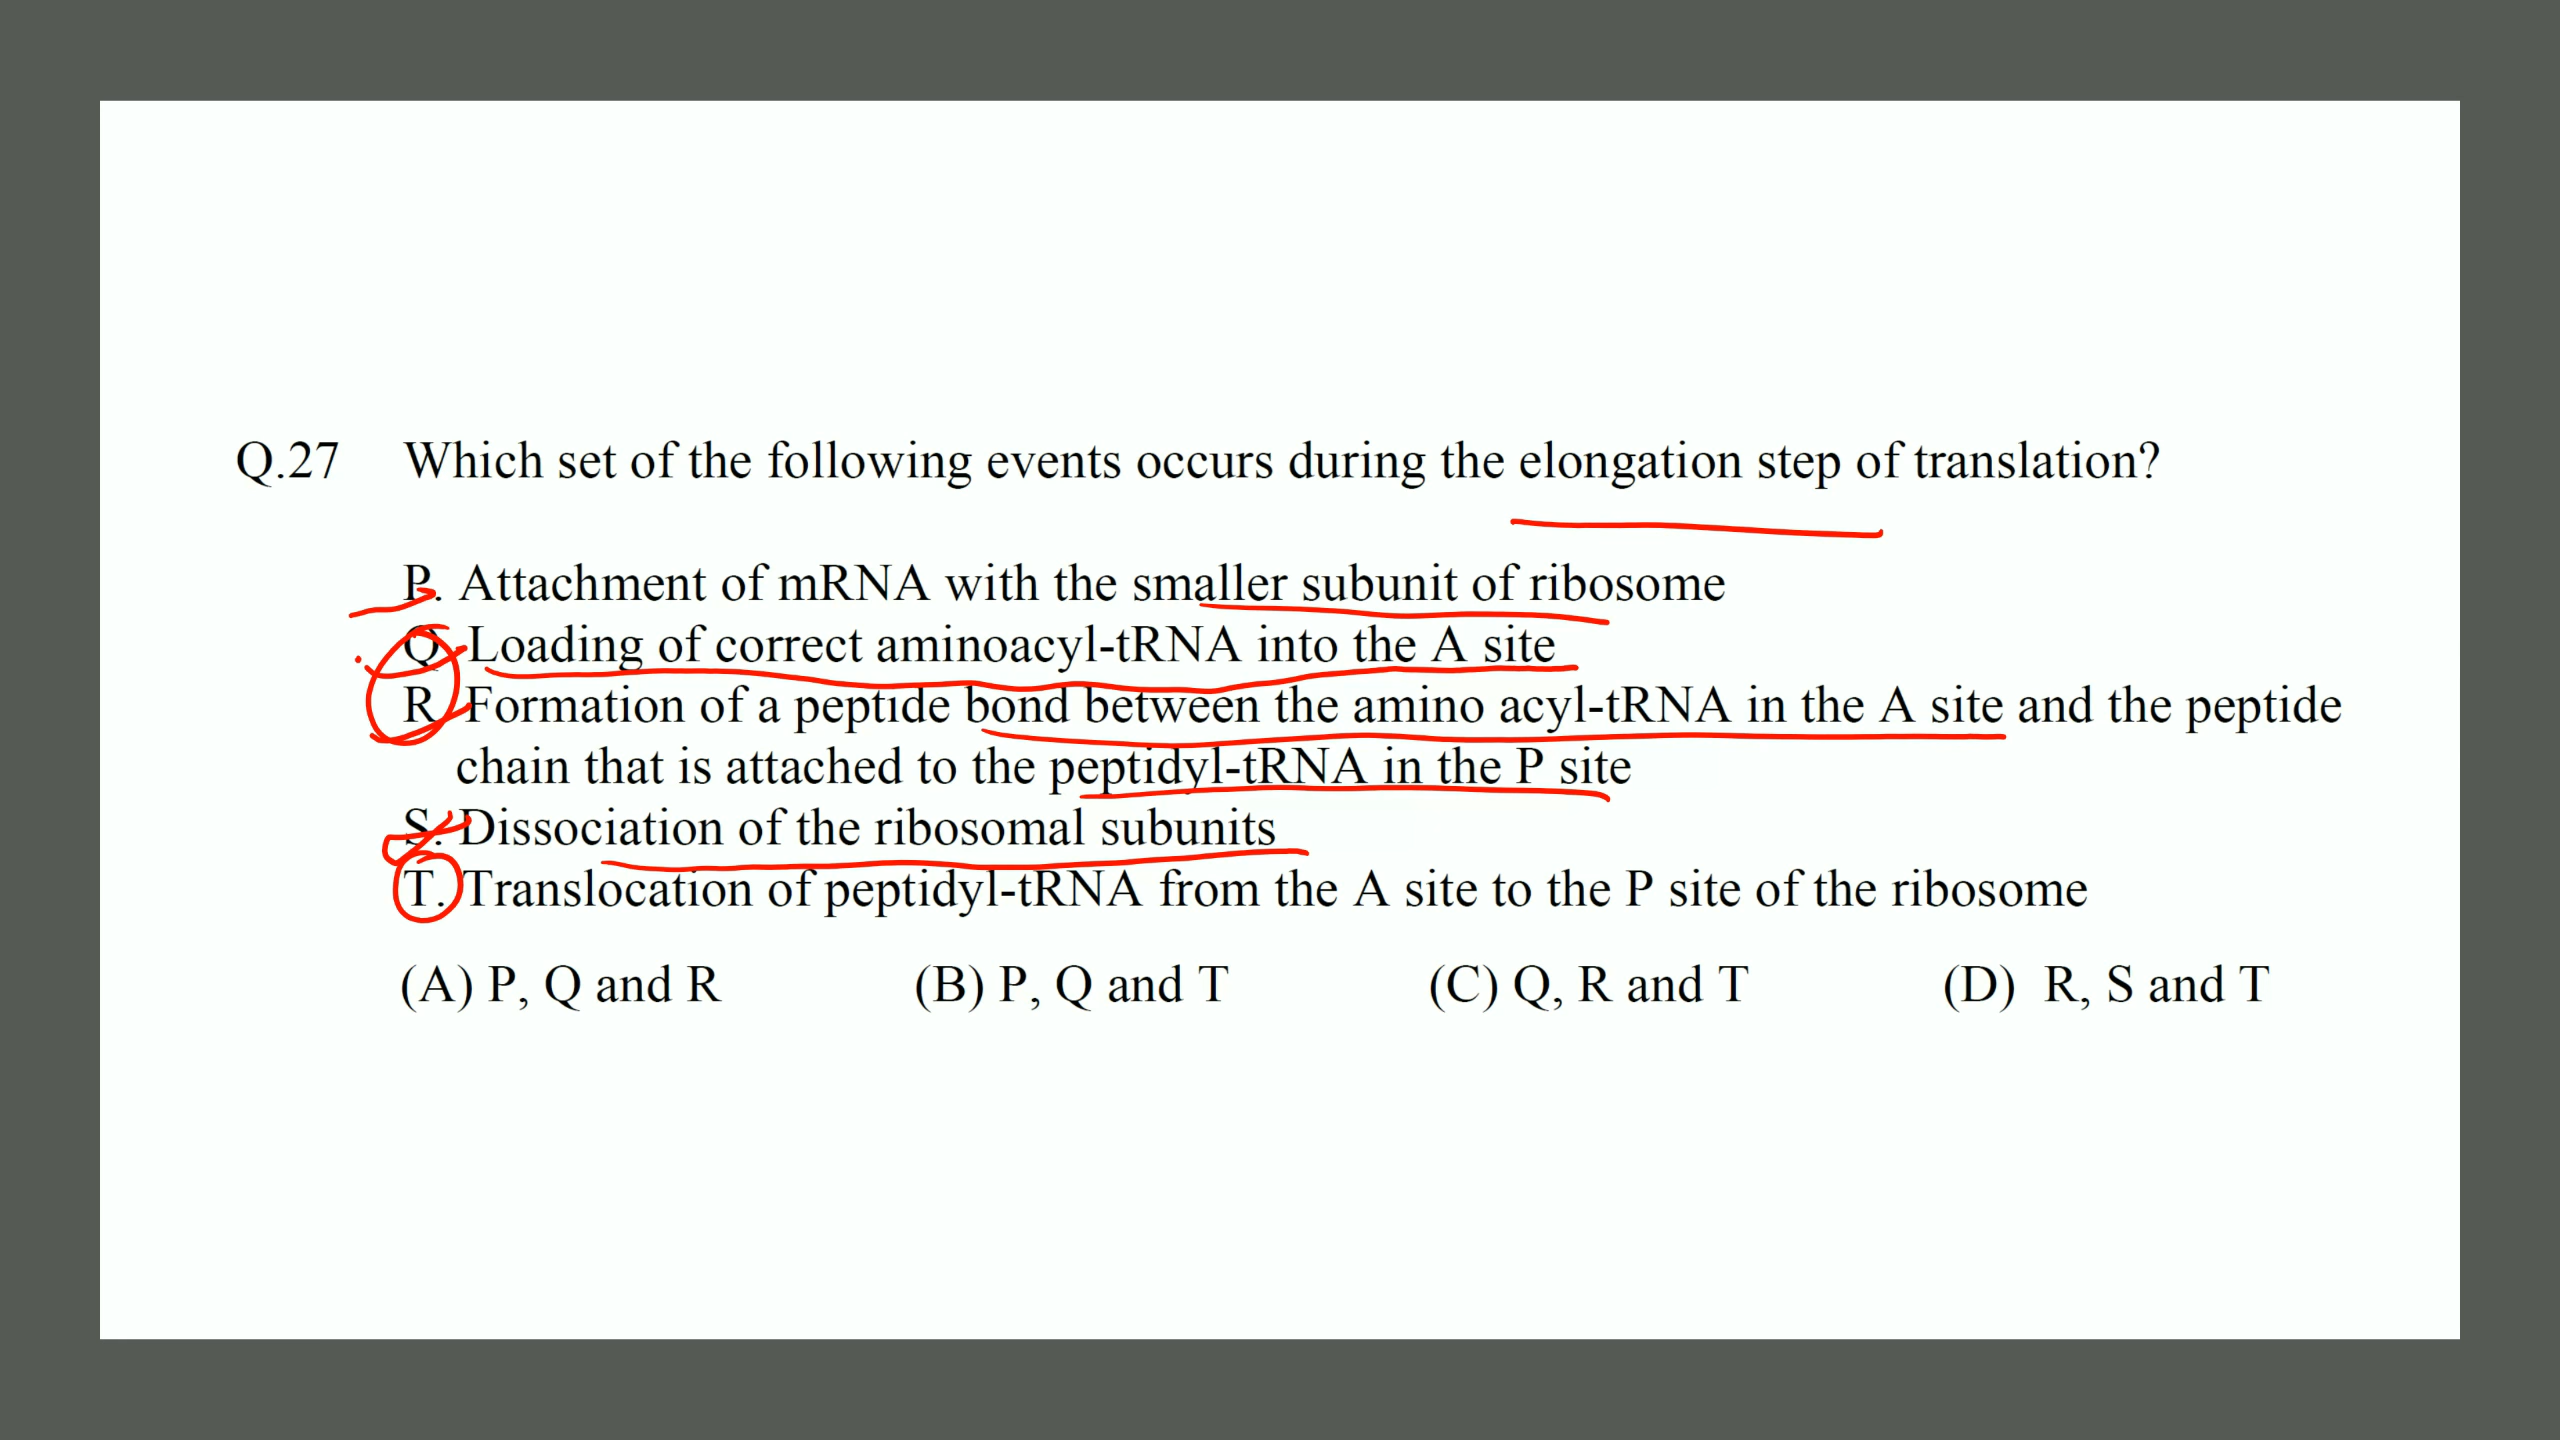 Q.27 Which set of the following events occurs during the elongation step of translation?
P. Attachment of mRNA with the smaller subunit of ribosome
Q. Loading of correct aminoacyl-tRNA into the A site
R. Formation of a peptide bond between the amino acyl-tRNA in the A site and the peptide
chain that is attached to the peptidyl-tRNA in the P site
S. Dissociation of the ribosomal subunits
T. Translocation of peptidyl-tRNA from the A site to the P site of the ribosome
(A) P, Q and R (B) P, Q and T (C) Q, R and T (D) R, S and T